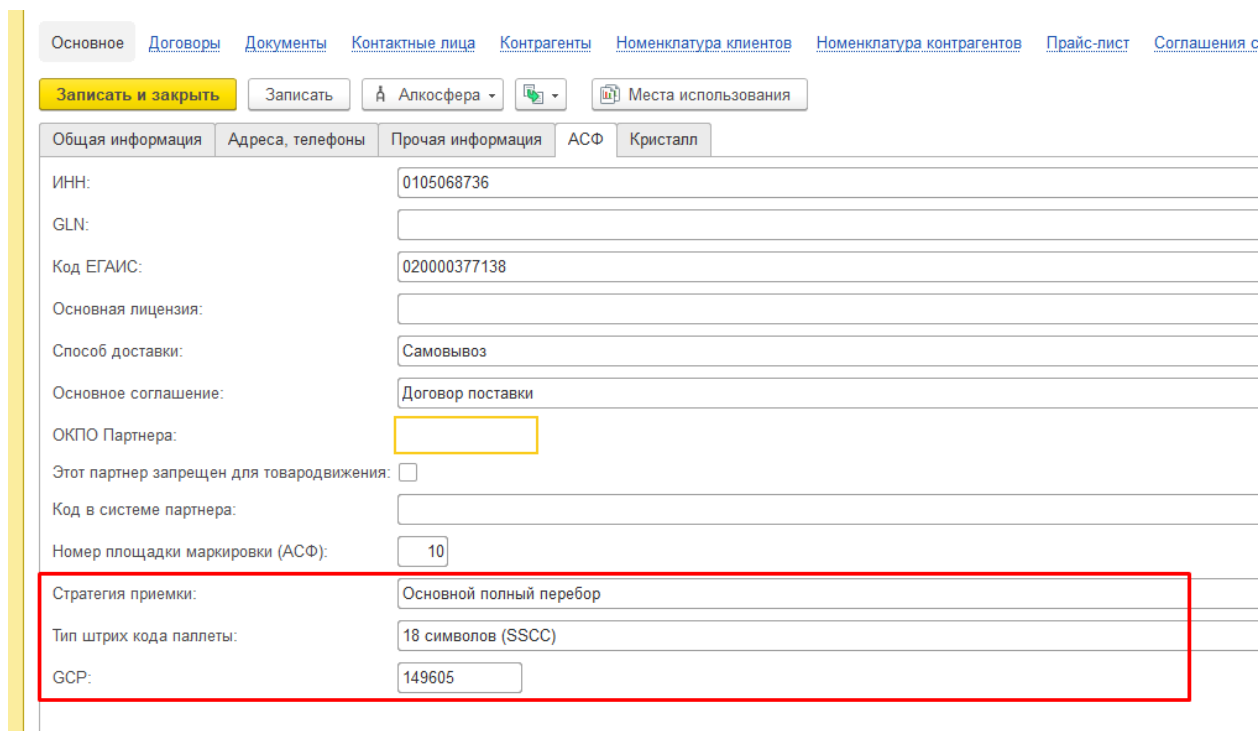 Основное Договоры Документы Контактные лица Контрагенты Номенклатура клиентов Номенклатура контрагентов Прайс-лист Соглашения с
Записать и закрыть Записать Алкосфера Места использования
Общая информация Адреса, телефоны Прочая информация АСФ Кристалл
ИНН: 0105068736
GLN:
Код ЕГАИС: 020000377138
Основная лицензия:
Способ доставки: Самовывоз
Основное соглашение: Договор поставки
ОКПО Партнера:
Этот партнер запрещен для товародвижения:
Код в системе партнера:
Номер площадки маркировки (АСФ): 10
Стратегия приемки: Основной полный перебор
Тип штрих кода паллеты: 18 символов (SSCC)
GCP: 149605